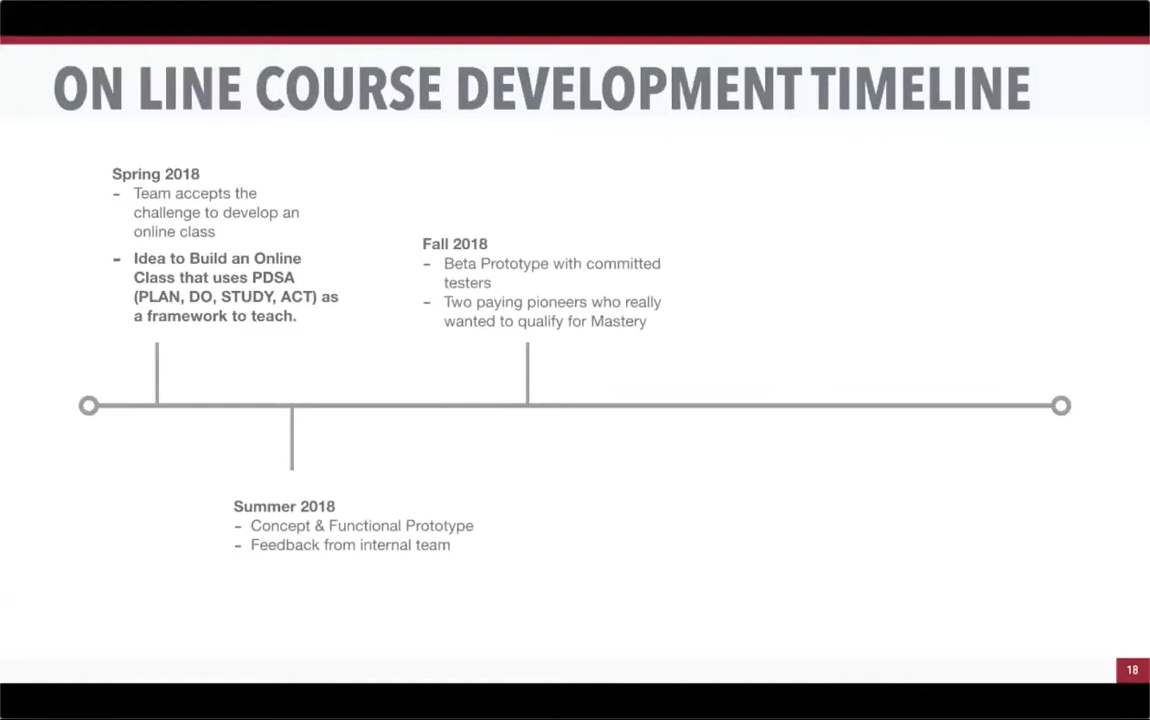 ON LINE COURSE DEVELOPMENT TIMELINE
Spring 2018
- Team accepts the
challenge to develop an
online class
- Idea to Build an Online
Class that uses PDSA
(PLAN, DO, STUDY, ACT) as
a framework to teach.
Fall 2018
- Beta Prototype with committed
testers
- Two paying pioneers who really
wanted to qualify for Mastery
Summer 2018
- Concept & Functional Prototype
- Feedback from internal team
18